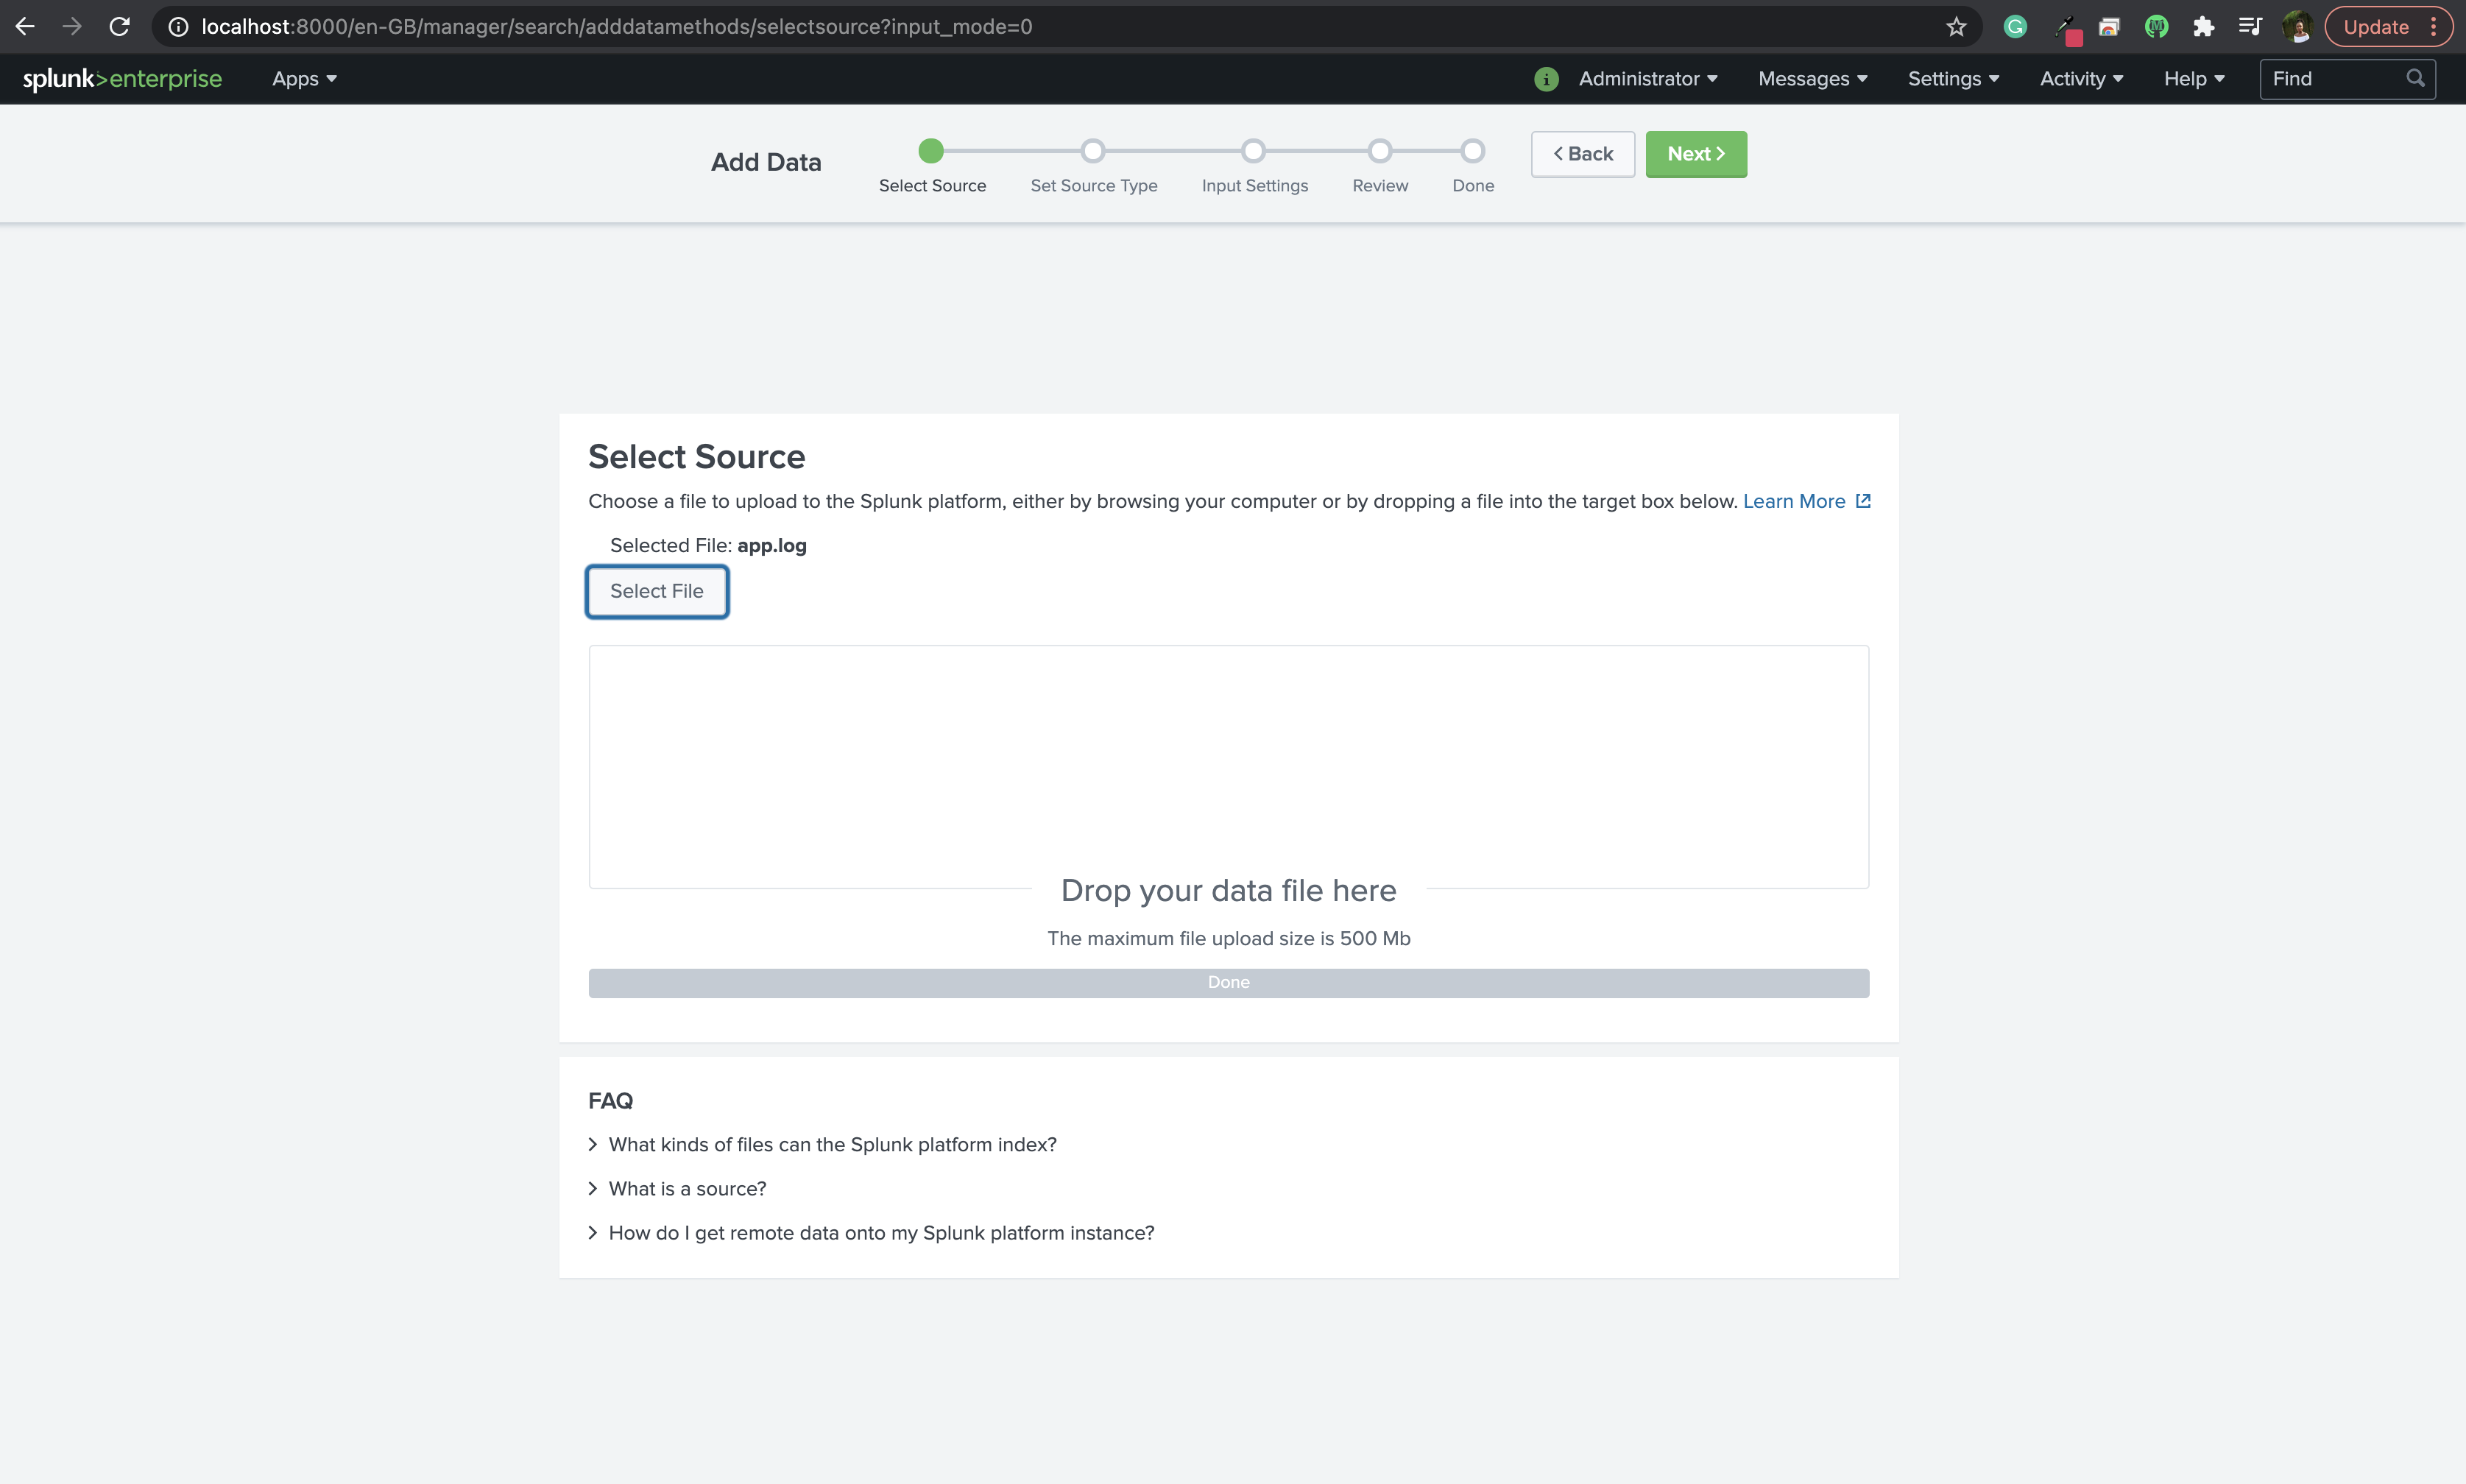 localhost:8000/en-GB/manager/search/adddatamethods/selectsource?input_mode=0
Update
splunk>enterprise Apps
i Administrator Messages Settings Activity Help Find
Add Data
Select Source Set Source Type Input Settings Review Done
< Back Next >
Select Source
Choose a file to upload to the Splunk platform, either by browsing your computer or by dropping a file into the target box below. Learn More
Selected File: app.log
Select File
Drop your data file here
The maximum file upload size is 500 Mb
Done
FAQ
> What kinds of files can the Splunk platform index?
> What is a source?
> How do I get remote data onto my Splunk platform instance?